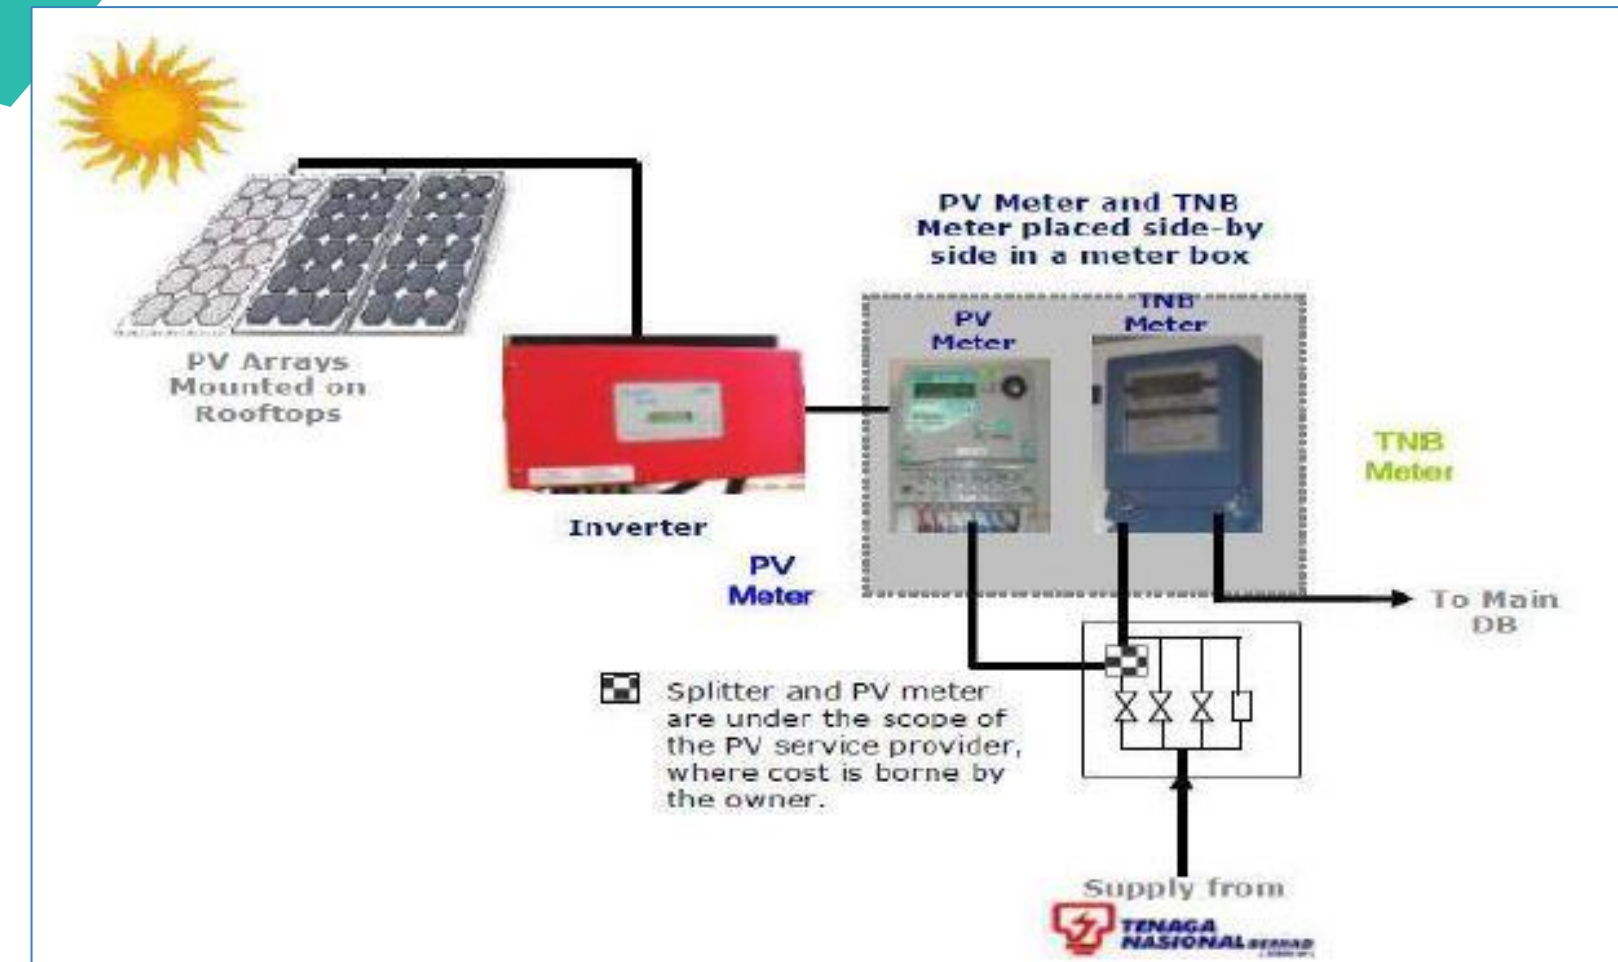 PV Meter and TNB
Meter placed side-by
side in a meter box
TNB
Meter
PV
Meter
PV Arrays
Mounted on
Rooftops
TNB
Meter
Inverter
PV
Meter
To Main
DB
Splitter and PV meter
are under the scope of
the PV service provider,
where cost is borne by
the owner.
Supply from
TENAGA
NASIONAL BERHAD